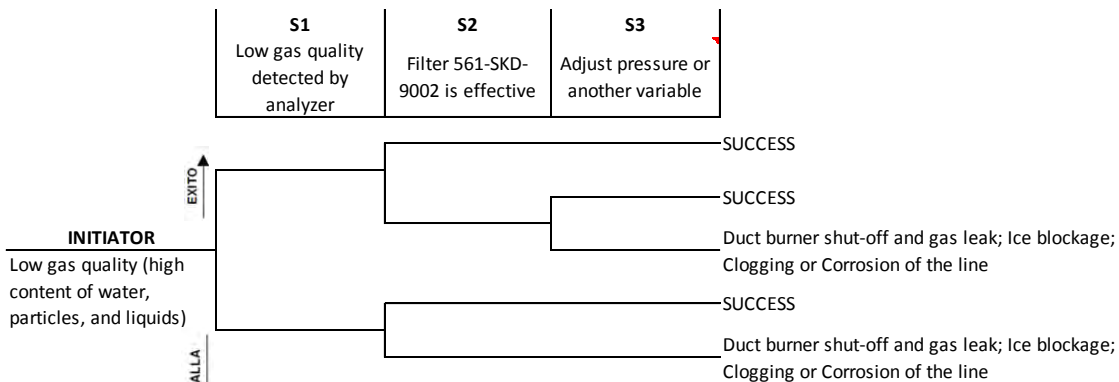 S1
Low gas quality
detected by
analyzer
S2
Filter 561-SKD-
9002 is effective
S3
Adjust pressure or
another variable
SUCCESS
EXITO
SUCCESS
INITIATOR
Low gas quality (high
content of water,
particles, and liquids)
Duct burner shut-off and gas leak; Ice blockage;
Clogging or Corrosion of the line
SUCCESS
ALLA
Duct burner shut-off and gas leak; Ice blockage;
Clogging or Corrosion of the line